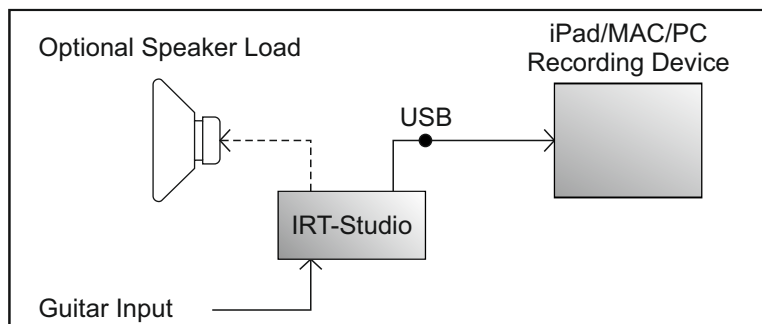 Optional Speaker Load
iPad/MAC/PC
Recording Device
USB
IRT-Studio
Guitar Input